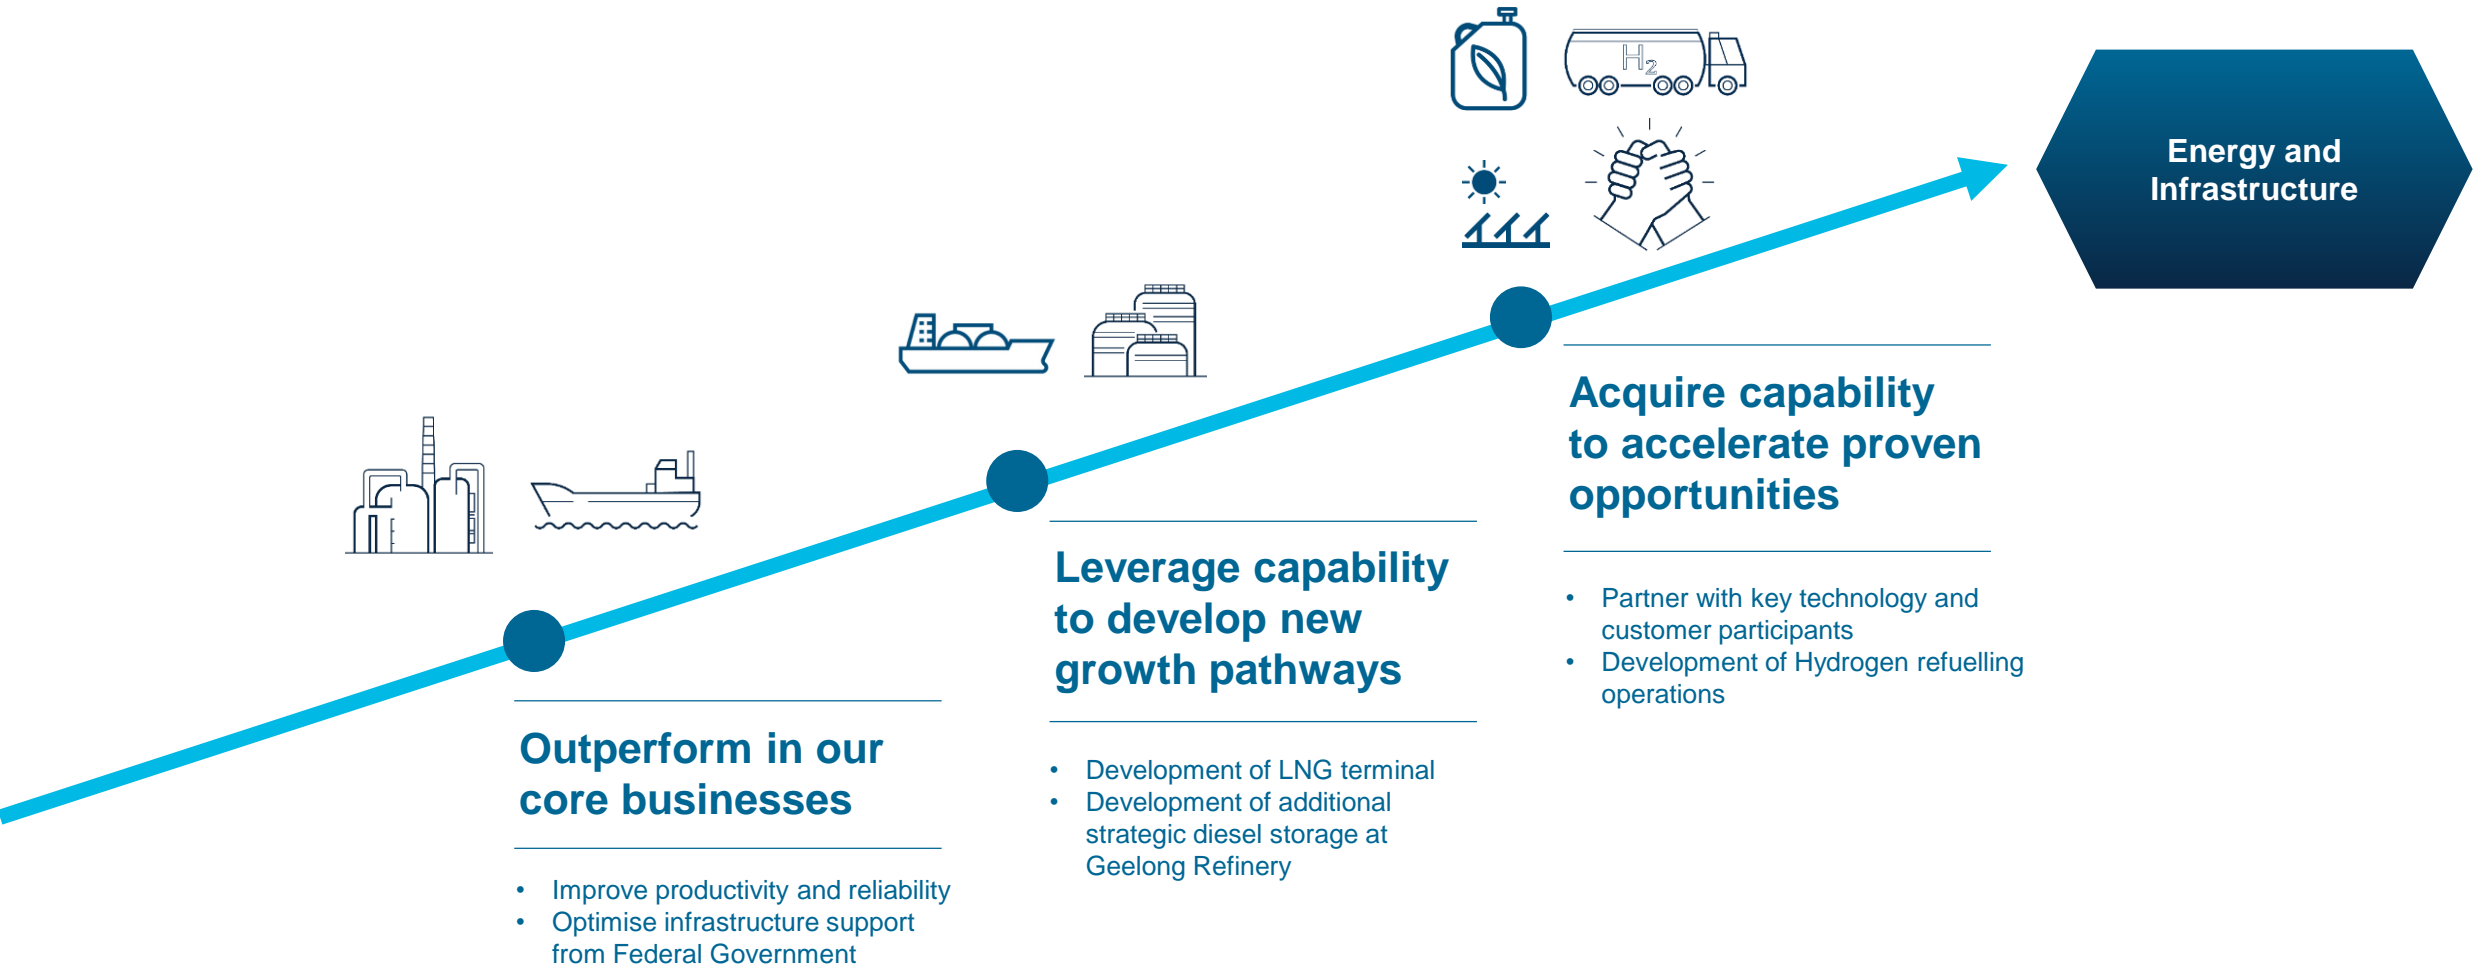 H₂
Energy and
Infrastructure
Acquire capability
to accelerate proven
opportunities
• Partner with key technology and
customer participants
• Development of Hydrogen refuelling
operations
Leverage capability
to develop new
growth pathways
• Development of LNG terminal
• Development of additional
strategic diesel storage at
Geelong Refinery
Outperform in our
core businesses
• Improve productivity and reliability
• Optimise infrastructure support
from Federal Government